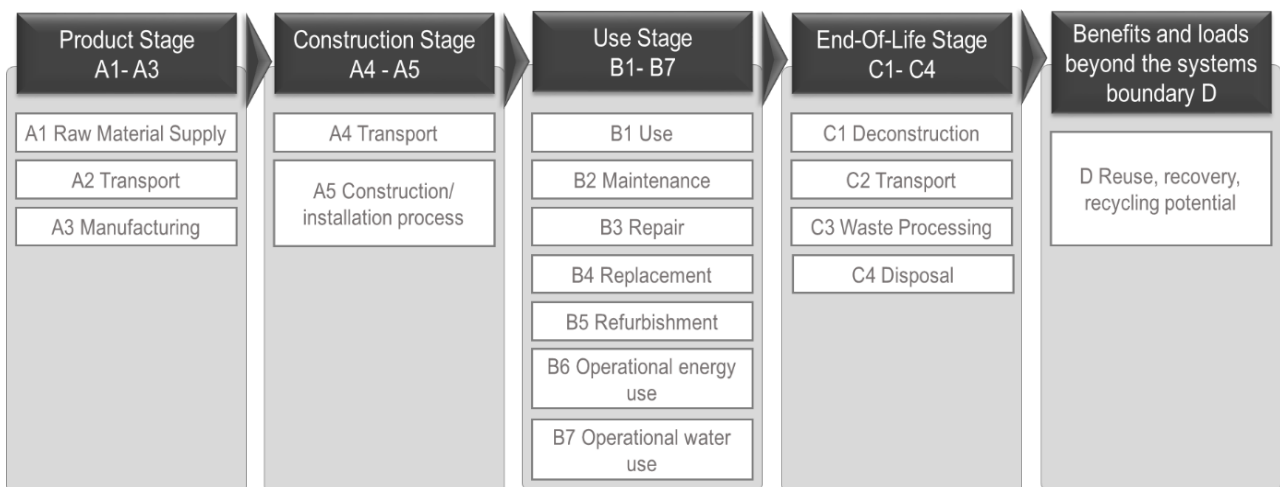 Product Stage
A1- A3
A1 Raw Material Supply
A2 Transport
A3 Manufacturing
Construction Stage
A4 - A5
A4 Transport
A5 Construction/
installation process
Use Stage
B1- B7
B1 Use
B2 Maintenance
B3 Repair
B4 Replacement
B5 Refurbishment
B6 Operational energy
use
B7 Operational water
use
End-Of-Life Stage
C1- C4
C1 Deconstruction
C2 Transport
C3 Waste Processing
C4 Disposal
Benefits and loads
beyond the systems
boundary D
D Reuse, recovery,
recycling potential